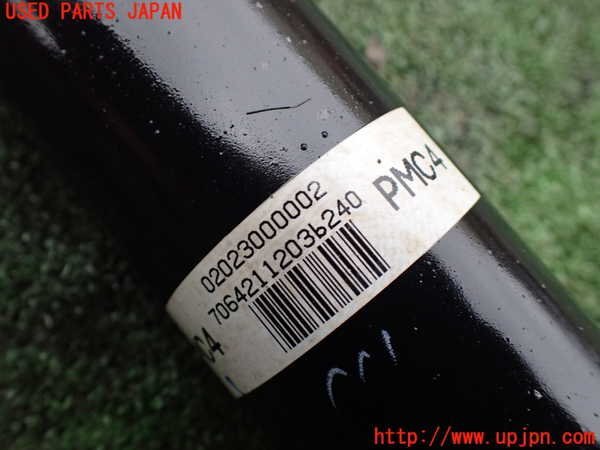 USED PARTS JAPAN
02023000002
7064211203b240
PMC4
C4
http://www.upjpn.com